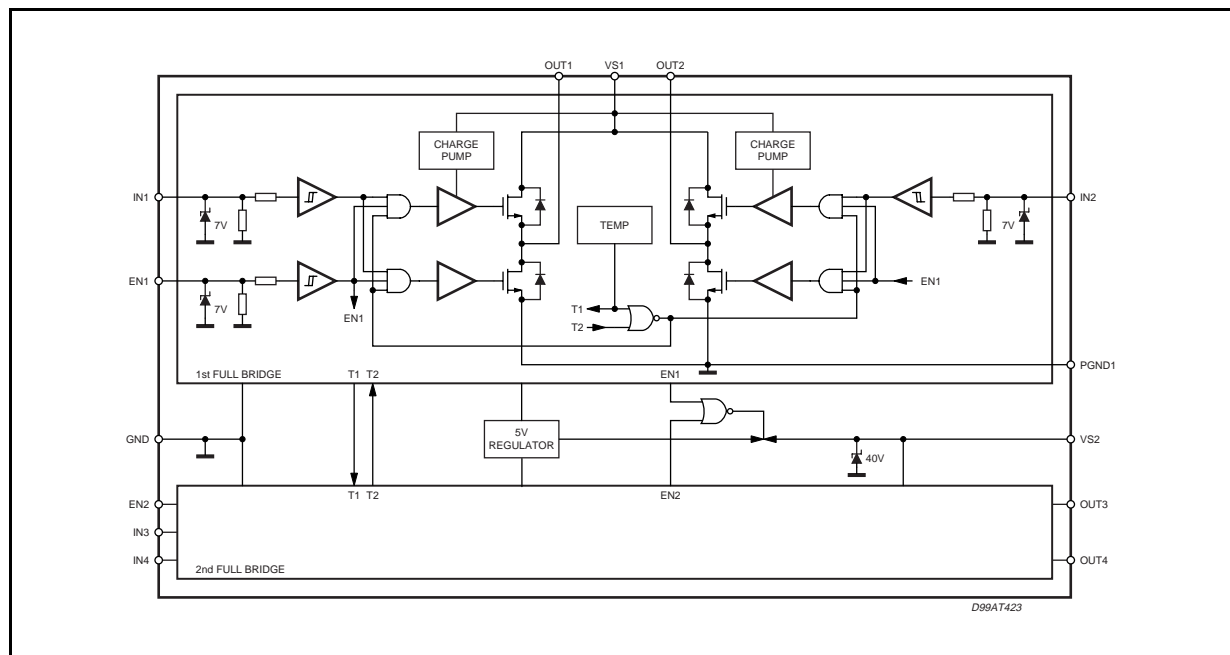 OUT1 VS1 OUT2
CHARGE
PUMP
CHARGE
PUMP
IN1
IN2
7V
TEMP
7V
EN1
EN1
7V
EN1
T1
T2
PGND1
1st FULL BRIDGE
T1 T2
EN1
GND
5V
REGULATOR
VS2
40V
T1 T2
EN2
EN2
OUT3
IN3
IN4
OUT4
2nd FULL BRIDGE
D99AT423